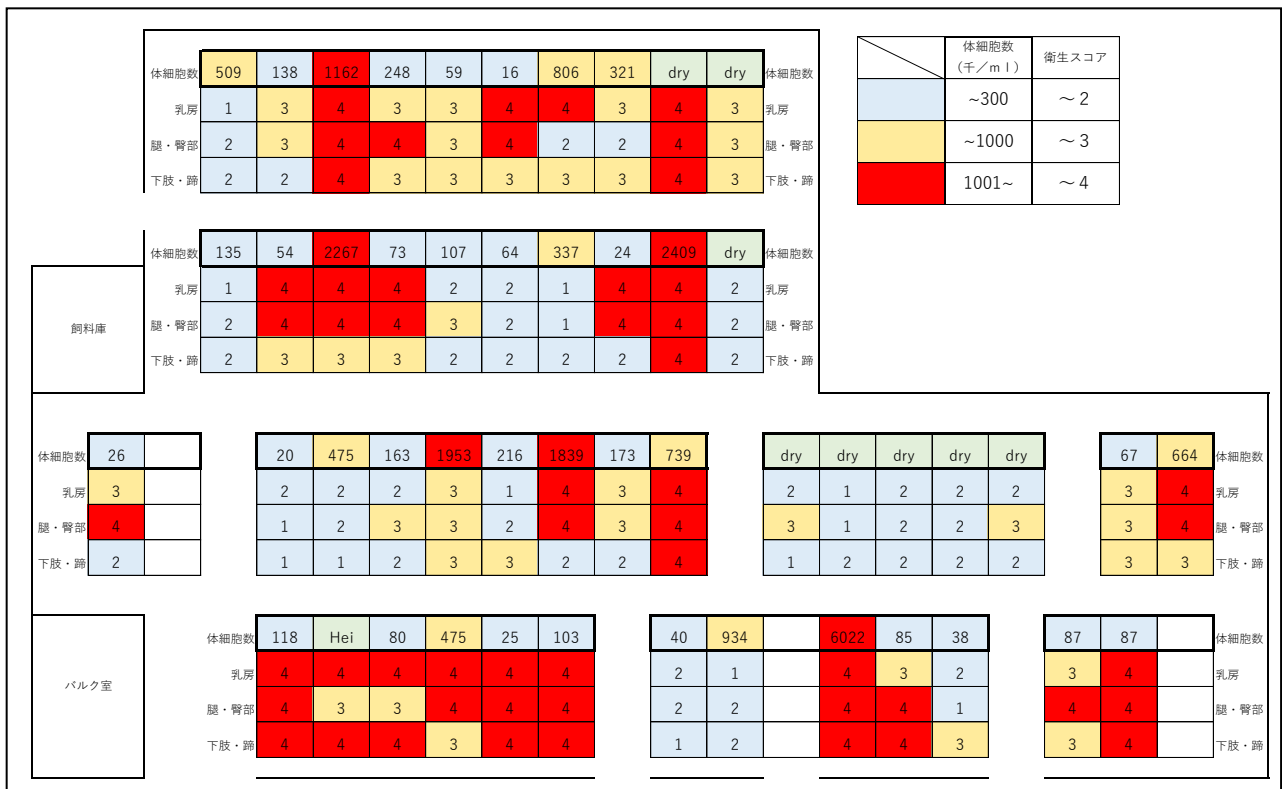 体細胞数 衛生スコア
(千／mｌ)
~300 ～2
~1000 ～3
1001~ ～4
体細胞数 509 138 1162 248 59 16 806 321 dry dry 体細胞数
乳房 1 3 4 3 3 4 4 3 4 3 乳房
腿・臀部 2 3 4 4 3 4 2 2 4 3 腿・臀部
下肢・蹄 2 2 4 3 3 3 3 3 4 3 下肢・蹄
体細胞数 135 54 2267 73 107 64 337 24 2409 dry 体細胞数
乳房 1 4 4 4 2 2 1 4 4 2 乳房
飼料庫
腿・臀部 2 4 4 4 3 2 1 4 4 2 腿・臀部
下肢・蹄 2 3 3 3 2 2 2 2 4 2 下肢・蹄
体細胞数 26 20 475 163 1953 216 1839 173 739 dry dry dry dry dry 67 664 体細胞数
乳房 3 2 2 2 3 1 4 3 4 2 1 2 2 2 3 4 乳房
腿・臀部 4 1 2 3 3 2 4 3 4 3 1 2 2 3 3 4 腿・臀部
下肢・蹄 2 1 1 2 3 3 2 2 4 1 2 2 2 2 3 3 下肢・蹄
体細胞数 118 Hei 80 475 25 103 40 934 6022 85 38 87 87 体細胞数
乳房 4 4 4 4 4 4 2 1 4 3 2 3 4 乳房
バルク室
腿・臀部 4 3 3 4 4 4 2 2 4 4 1 4 4 腿・臀部
下肢・蹄 4 4 4 3 4 4 1 2 4 4 3 3 4 下肢・蹄